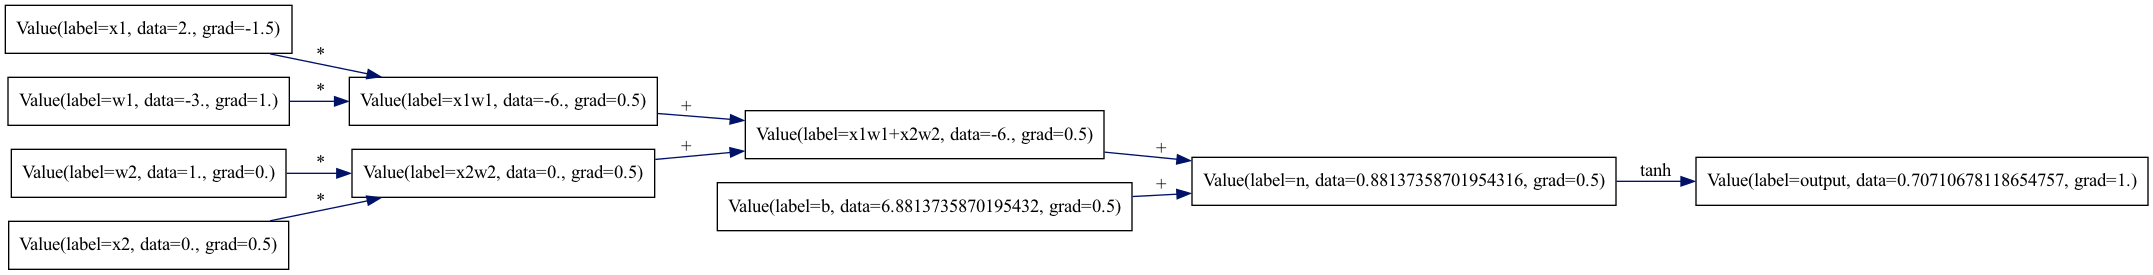 Value(label=x1, data=2., grad=-1.5)
*
Value(label=w1, data=-3., grad=1.)
*
Value(label=x1w1, data=-6., grad=0.5)
+
Value(label=x1w1+x2w2, data=-6., grad=0.5)
+
Value(label=w2, data=1., grad=0.)
*
Value(label=x2w2, data=0., grad=0.5)
+
Value(label=n, data=0.88137358701954316, grad=0.5)
tanh
Value(label=output, data=0.70710678118654757, grad=1.)
*
Value(label=b, data=6.8813735870195432, grad=0.5)
+
Value(label=x2, data=0., grad=0.5)